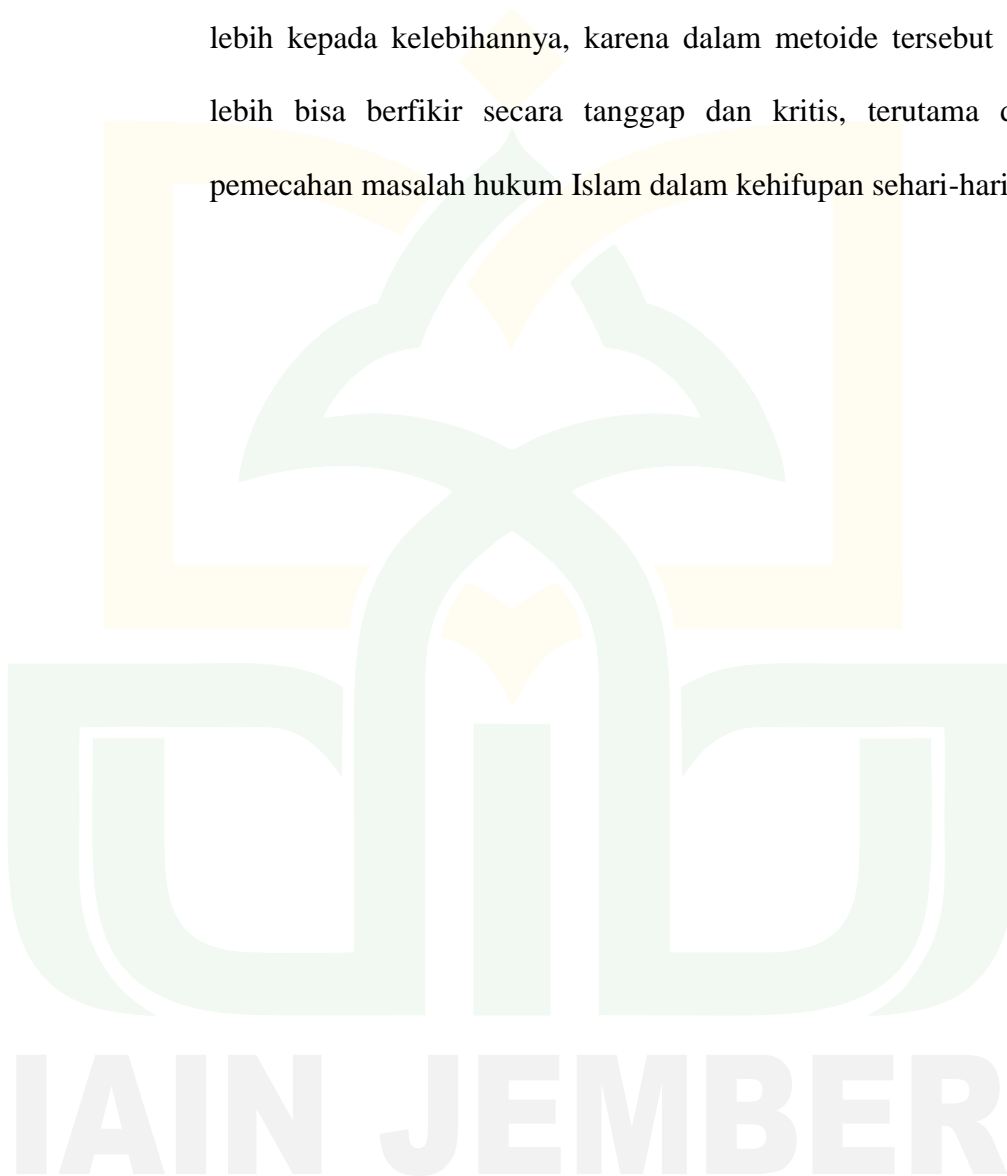 lebih kepada kelebihannya, karena dalam metoide tersebut
lebih bisa berfikir secara tanggap dan kritis, terutama
pemecahan masalah hukum Islam dalam kehifupan sehari-hari
IAIN JEMBER